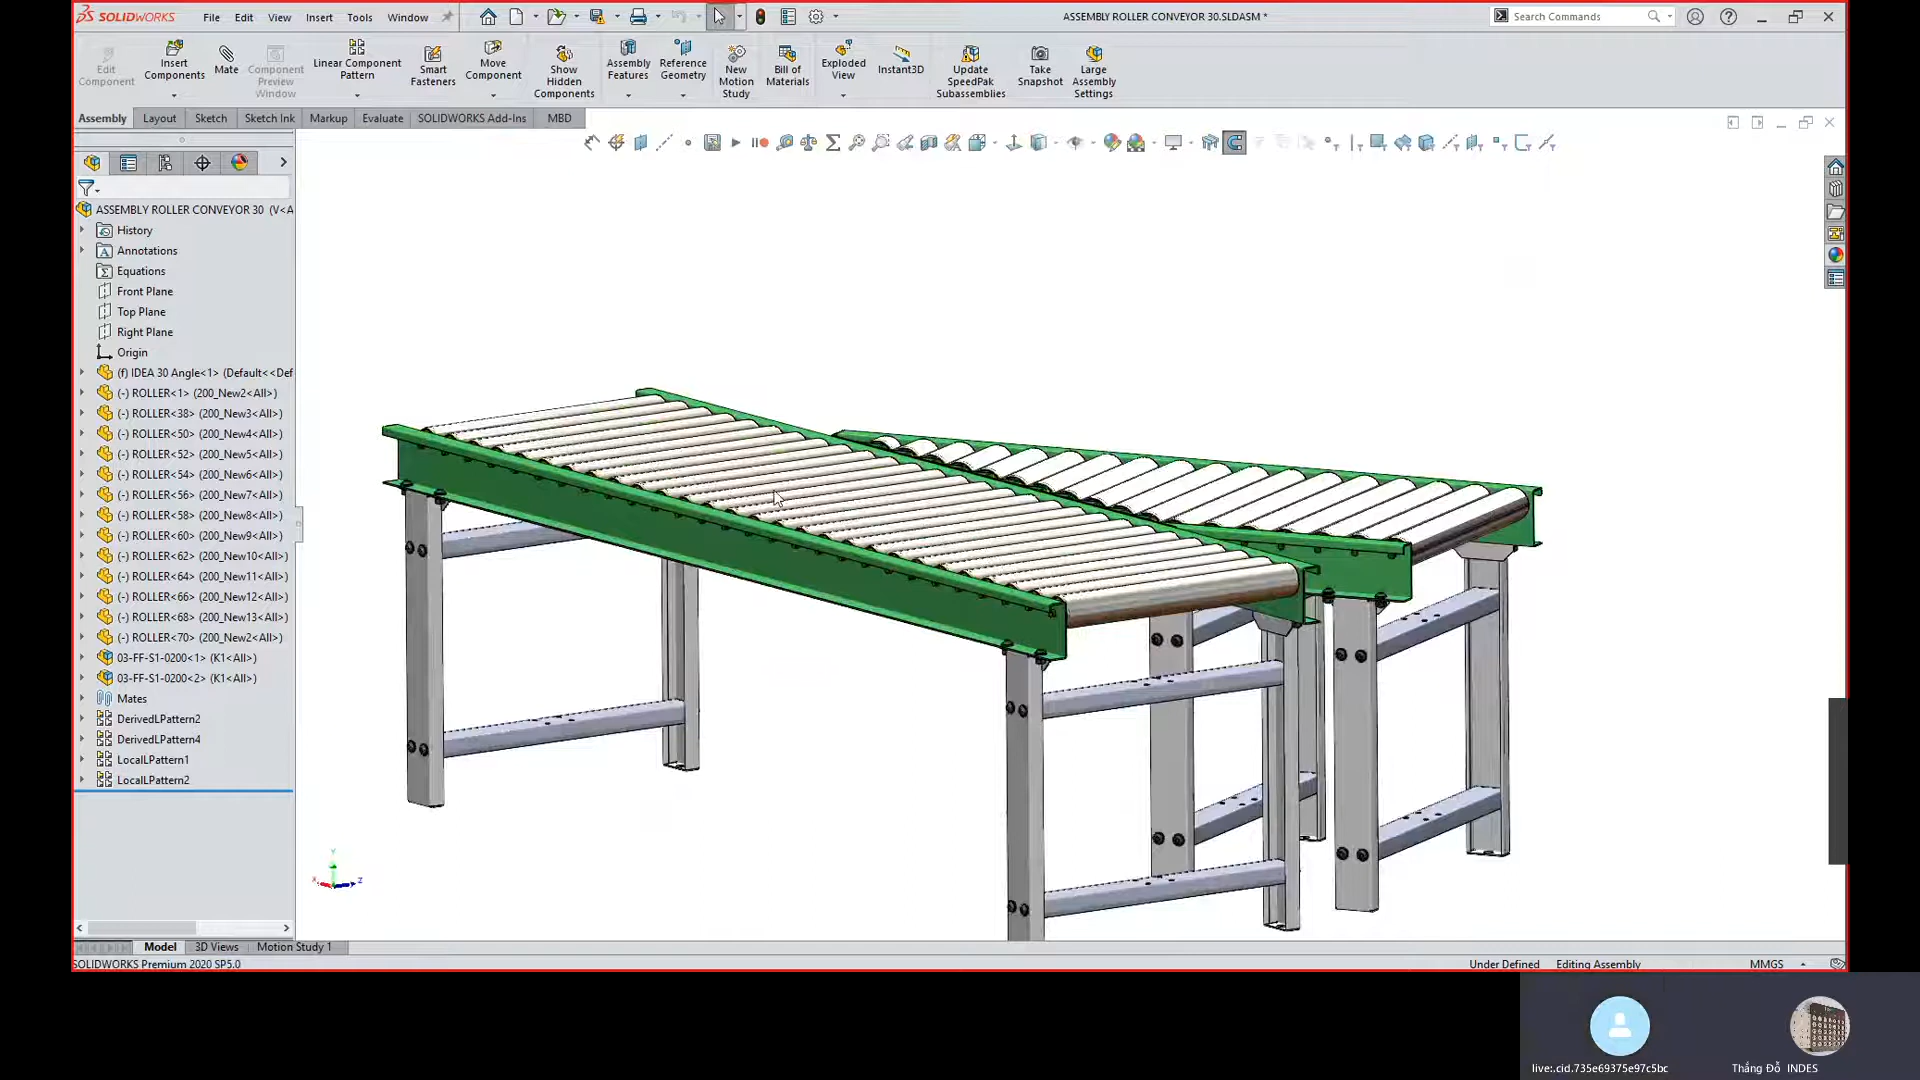 SOLIDWORKS File Edit View Insert Tools Window ASSEMBLY ROLLER CONVEYOR 30.SLDASM * Search Commands
Edit Component
Insert Components
Mate
Component Preview Window
Linear Component Pattern
Smart Fasteners
Move Component
Show Hidden Components
Assembly Features
Reference Geometry
New Motion Study
Bill of Materials
Exploded View
Instant3D
Update SpeedPak Subassemblies
Take Snapshot
Large Assembly Settings
Assembly Layout Sketch Sketch Ink Markup Evaluate SOLIDWORKS Add-Ins MBD
ASSEMBLY ROLLER CONVEYOR 30 (V<A
History
Annotations
Equations
Front Plane
Top Plane
Right Plane
Origin
(f) IDEA 30 Angle<1> (Default<<Def
(-) ROLLER<1> (200_New2<All>)
(-) ROLLER<38> (200_New3<All>)
(-) ROLLER<50> (200_New4<All>)
(-) ROLLER<52> (200_New5<All>)
(-) ROLLER<54> (200_New6<All>)
(-) ROLLER<56> (200_New7<All>)
(-) ROLLER<58> (200_New8<All>)
(-) ROLLER<60> (200_New9<All>)
(-) ROLLER<62> (200_New10<All>)
(-) ROLLER<64> (200_New11<All>)
(-) ROLLER<66> (200_New12<All>)
(-) ROLLER<68> (200_New13<All>)
(-) ROLLER<70> (200_New2<All>)
03-FF-S1-0200<1> (K1<All>)
03-FF-S1-0200<2> (K1<All>)
Mates
DerivedLPattern2
DerivedLPattern4
LocalLPattern1
LocalLPattern2
Y
X Z
Model 3D Views Motion Study 1
SOLIDWORKS Premium 2020 SP5.0 Under Defined Editing Assembly MMGS
live:.cid.735e69375e97c5bc Thắng Đỗ INDES